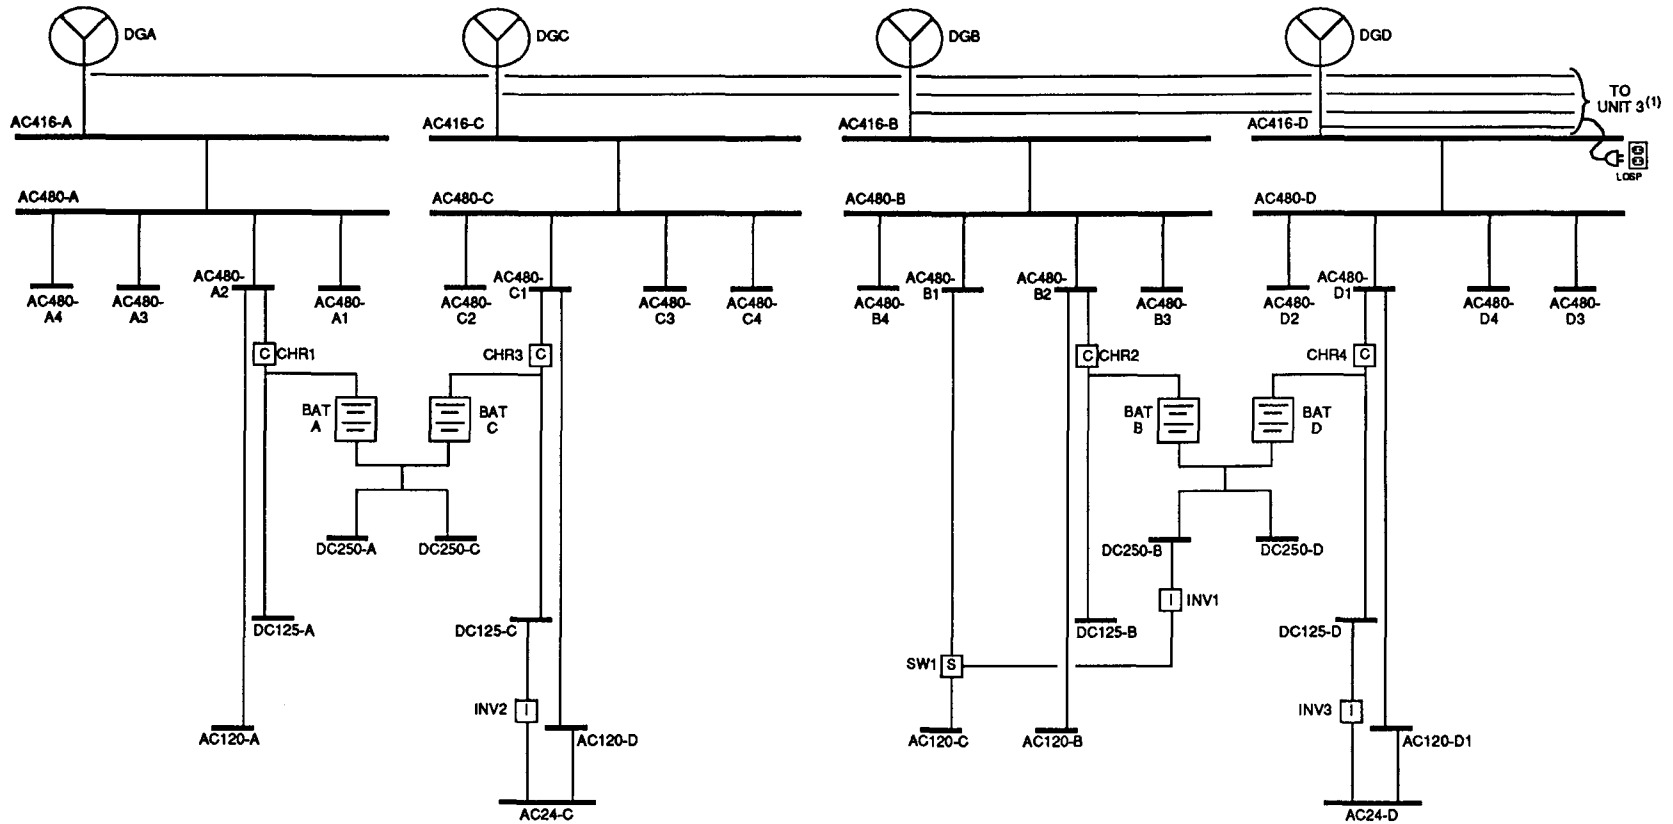 DGA
DGC
DGB
DGD
TO
UNIT 3(1)
AC416-A
AC416-C
AC416-B
AC416-D
LOSP
AC480-A
AC480-C
AC480-B
AC480-D
AC480-
A4
AC480-
A3
AC480-
A2
AC480-
A1
AC480-
C2
AC480-
C1
AC480-
C3
AC480-
C4
AC480-
B4
AC480-
B1
AC480-
B2
AC480-
B3
AC480-
D2
AC480-
D1
AC480-
D4
AC480-
D3
C CHR1
CHR3 C
C CHR2
CHR4 C
BAT
A
BAT
C
BAT
B
BAT
D
DC250-A
DC250-C
DC250-B
DC250-D
I INV1
DC125-A
DC125-C
DC125-B
DC125-D
SW1 S
INV2 I
INV3 I
AC120-A
AC120-D
AC120-C
AC120-B
AC120-D1
AC24-C
AC24-D